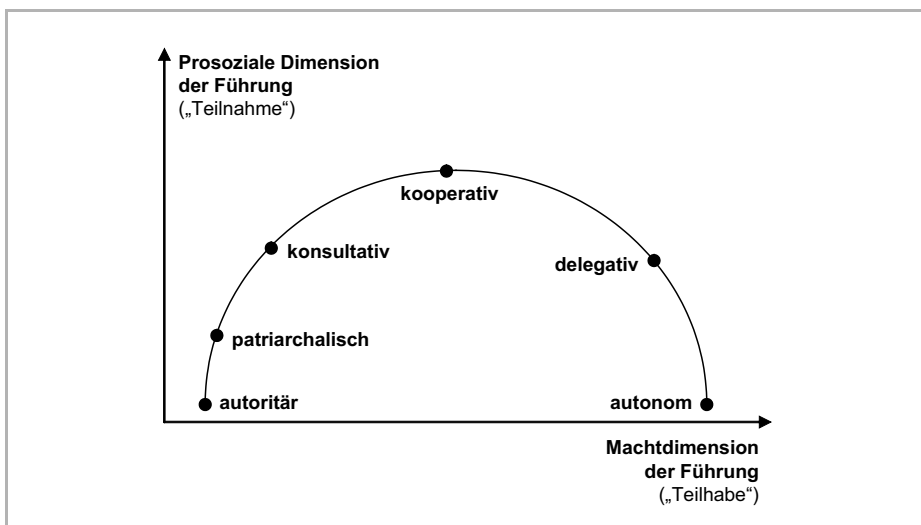 Prosoziale Dimension
der Führung
(„Teilnahme“)
kooperativ
konsultativ
delegativ
patriarchalisch
autoritär
autonom
Machtdimension
der Führung
(„Teilhabe“)